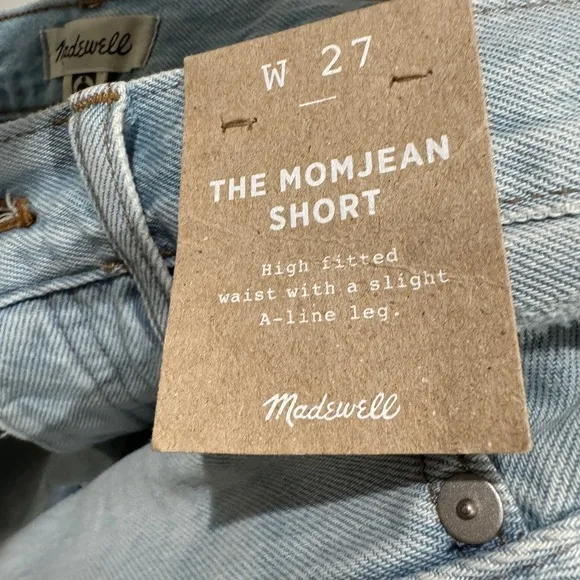 Madewell
W 27
THE MOMJEAN
SHORT
High fitted
waist with a slight
A-line leg.
Madewell